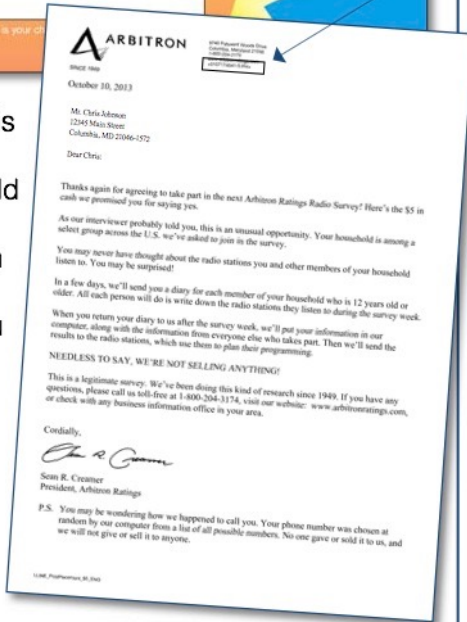 is your ch
s
ld
ARBITRON
SINCE 1949
9705 Patuxent Woods Drive
Columbia, Maryland 21046
October 10, 2013
Mr. Chris Johnson
12345 Main Street
Columbia, MD 21046-1572
Dear Chris:
Thanks again for agreeing to take part in the next Arbitron Ratings Radio Survey! Here's the $5 in
cash we promised you for saying yes.
As our interviewer probably told you, this is an unusual opportunity. Your household is among a
select group across the U.S. we've asked to join in the survey.
You may never have thought about the radio stations you and other members of your household
listen to. You may be surprised!
In a few days, we'll send you a diary for each member of your household who is 12 years old or
older. All each person will do is write down the radio stations they listen to during the survey week.
When you return your diary to us after the survey week, we'll put your information in our
computer, along with the information from everyone else who takes part. Then we'll send the
results to the radio stations, which use them to plan their programming.
NEEDLESS TO SAY, WE'RE NOT SELLING ANYTHING!
This is a legitimate survey. We've been doing this kind of research since 1949. If you have any
questions, please call us toll-free at 1-800-204-3174, visit our website: www.arbitronratings.com,
or check with any business information office in your area.
Cordially,
Sean R. Creamer
Sean R. Creamer
President, Arbitron Ratings
P.S. You may be wondering how we happened to call you. Your phone number was chosen at
random by our computer from a list of all possible numbers. No one gave or sold it to us, and
we will not give or sell it to anyone.